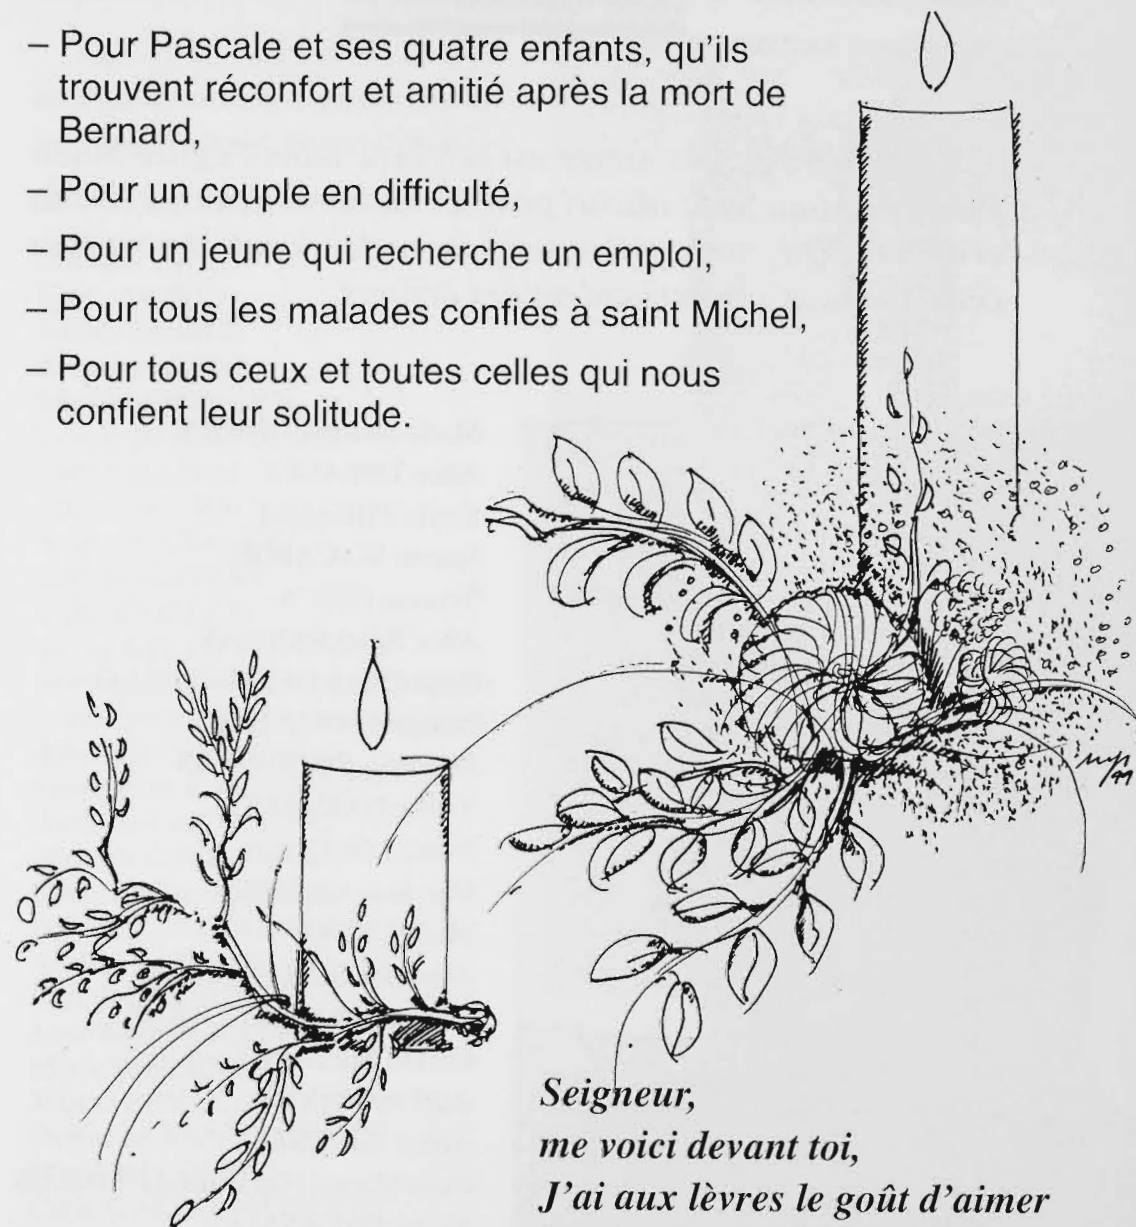 – Pour Pascale et ses quatre enfants, qu'ils
trouvent réconfort et amitié après la mort de
Bernard,
– Pour un couple en difficulté,
– Pour un jeune qui recherche un emploi,
– Pour tous les malades confiés à saint Michel,
– Pour tous ceux et toutes celles qui nous
confient leur solitude.
Seigneur,
me voici devant toi,
J'ai aux lèvres le goût d'aimer